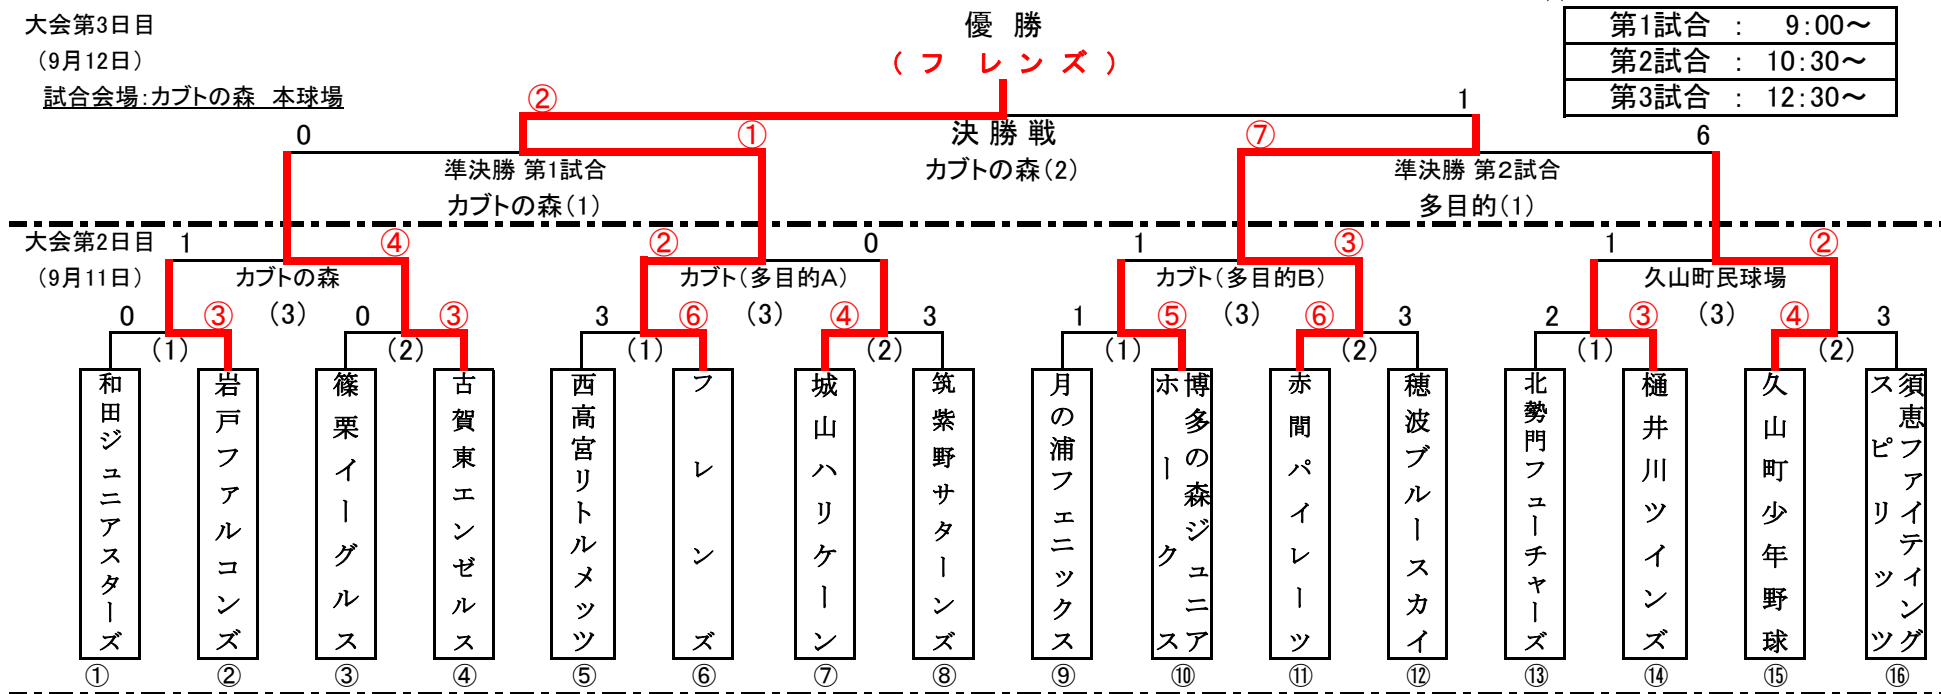 大会第3日目
優 勝
第1試合 : 9:00～
(9月12日)
( フ レ ン ズ )
第2試合 : 10:30～
試合会場:カブトの森 本球場
② 1
第3試合 : 12:30～
0 ① 決 勝 戦 ⑦ 6
準決勝 第1試合 カブトの森(2) 準決勝 第2試合
カブトの森(1) 多目的(1)
大会第2日目 1 ④ ② 0 1 ③ 1 ②
(9月11日) カブトの森 カブト(多目的A) カブト(多目的B) 久山町民球場
0 ③ (3) 0 ③ 3 ⑥ (3) ④ 3 1 ⑤ (3) ⑥ 3 2 ③ (3) ④ 3
(1) (2) (1) (2) (1) (2) (1) (2)
和田ジュニアスターズ
岩戸ファルコンズ
篠栗イーグルス
古賀東エンゼルス
西高宮リトルメッツ
フレンズ
城山ハリケーン
筑紫野サターンズ
月の浦フェニックス
博多の森ジュニア
ホークス
赤間パイレーツ
穂波ブルースカイ
北勢門フューチャーズ
樋井川ツインズ
久山町少年野球
須恵ファイティング
スピリッツ
① ② ③ ④ ⑤ ⑥ ⑦ ⑧ ⑨ ⑩ ⑪ ⑫ ⑬ ⑭ ⑮ ⑯